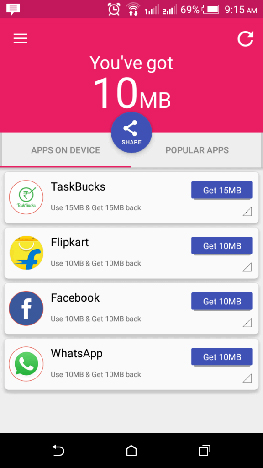 69% 9:15 AM
You've got
10MB
SHARE
APPS ON DEVICE POPULAR APPS
TaskBucks
Get 15MB
Use 15MB & Get 15MB back
Flipkart
Get 10MB
Use 10MB & Get 10MB back
Facebook
Get 10MB
Use 10MB & Get 10MB back
WhatsApp
Get 10MB
Use 10MB & Get 10MB back